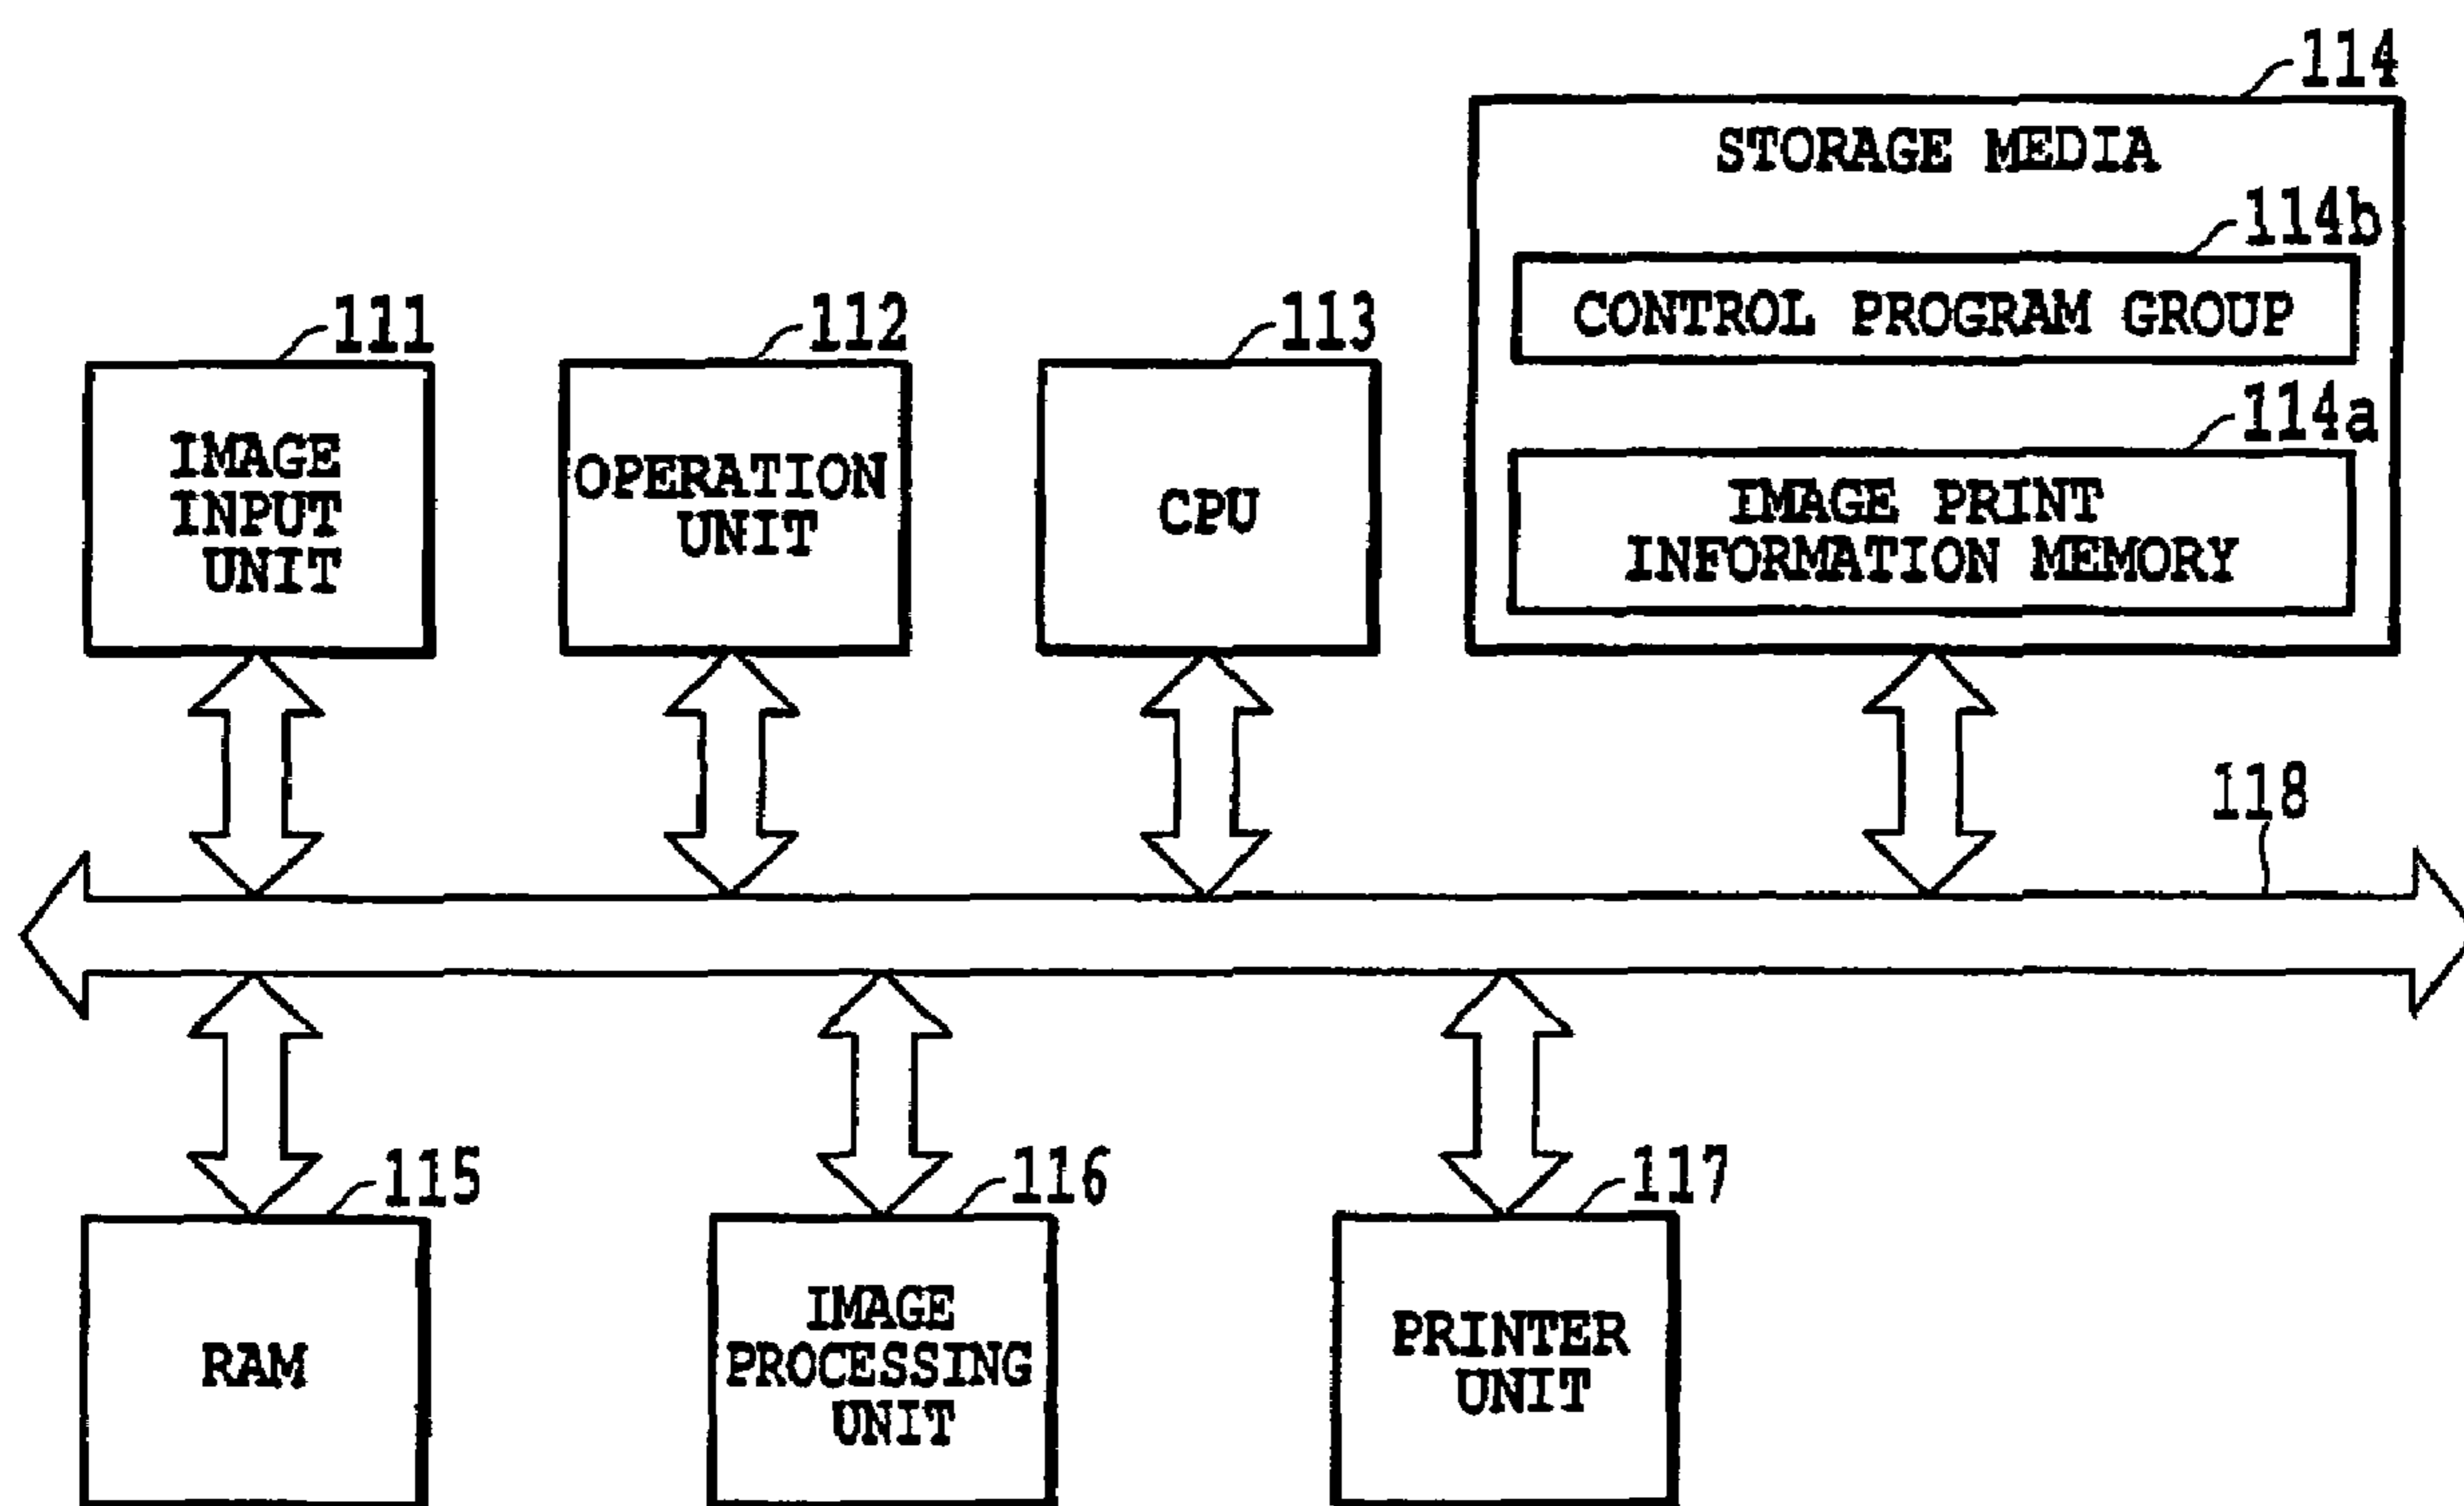 114
STORAGE MEDIA
114b
CONTROL PROGRAM GROUP
114a
IMAGE PRINT
INFORMATION MEMORY
111
IMAGE
INPUT
UNIT
112
OPERATION
UNIT
113
CPU
118
115
RAM
116
IMAGE
PROCESSING
UNIT
117
PRINTER
UNIT